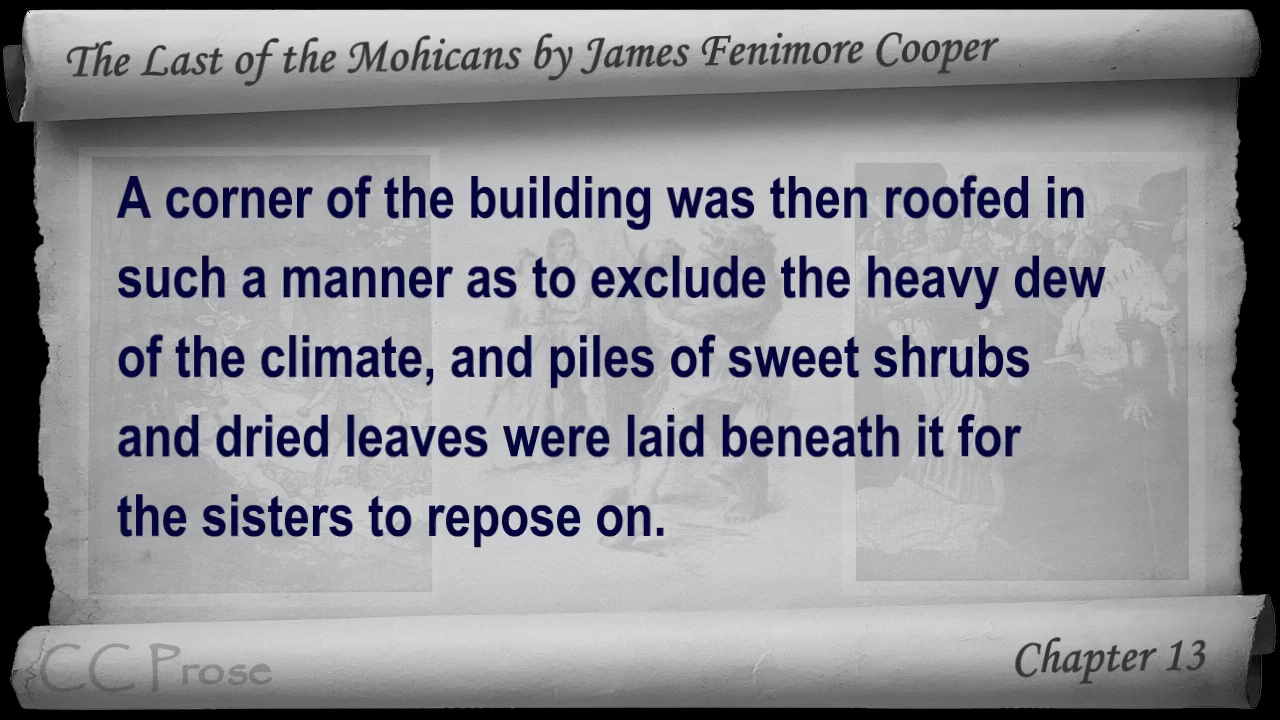 The Last of the Mohicans by James Fenimore Cooper
A corner of the building was then roofed in
such a manner as to exclude the heavy dew
of the climate, and piles of sweet shrubs
and dried leaves were laid beneath it for
the sisters to repose on.
CC Prose
Chapter 13